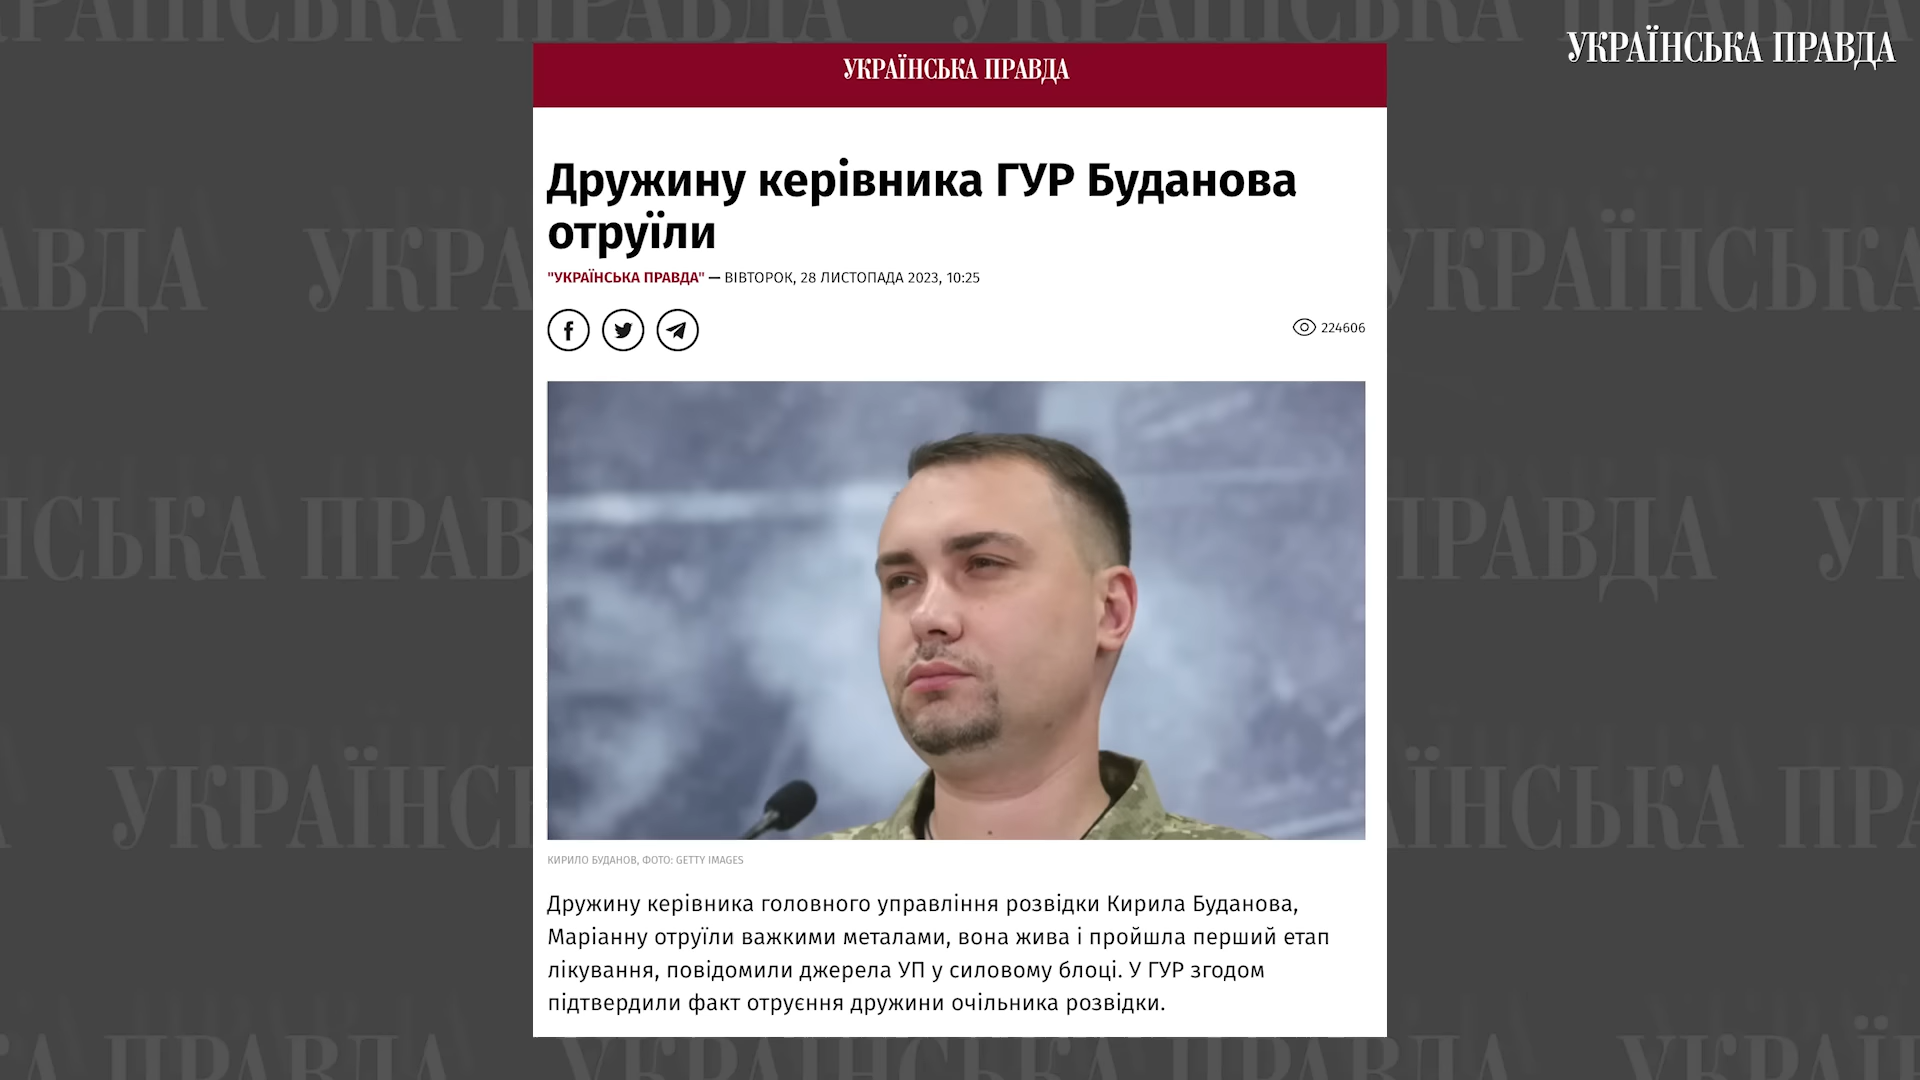 УКРАЇНСЬКА ПРАВДА
УКРАЇНСЬКА ПРАВДА
Дружину керівника ГУР Буданова
отруїли
"УКРАЇНСЬКА ПРАВДА" — ВІВТОРОК, 28 ЛИСТОПАДА 2023, 10:25
224606
КИРИЛО БУДАНОВ, ФОТО: GETTY IMAGES
Дружину керівника головного управління розвідки Кирила Буданова,
Маріанну отруїли важкими металами, вона жива і пройшла перший етап
лікування, повідомили джерела УП у силовому блоці. У ГУР згодом
підтвердили факт отруєння дружини очільника розвідки.